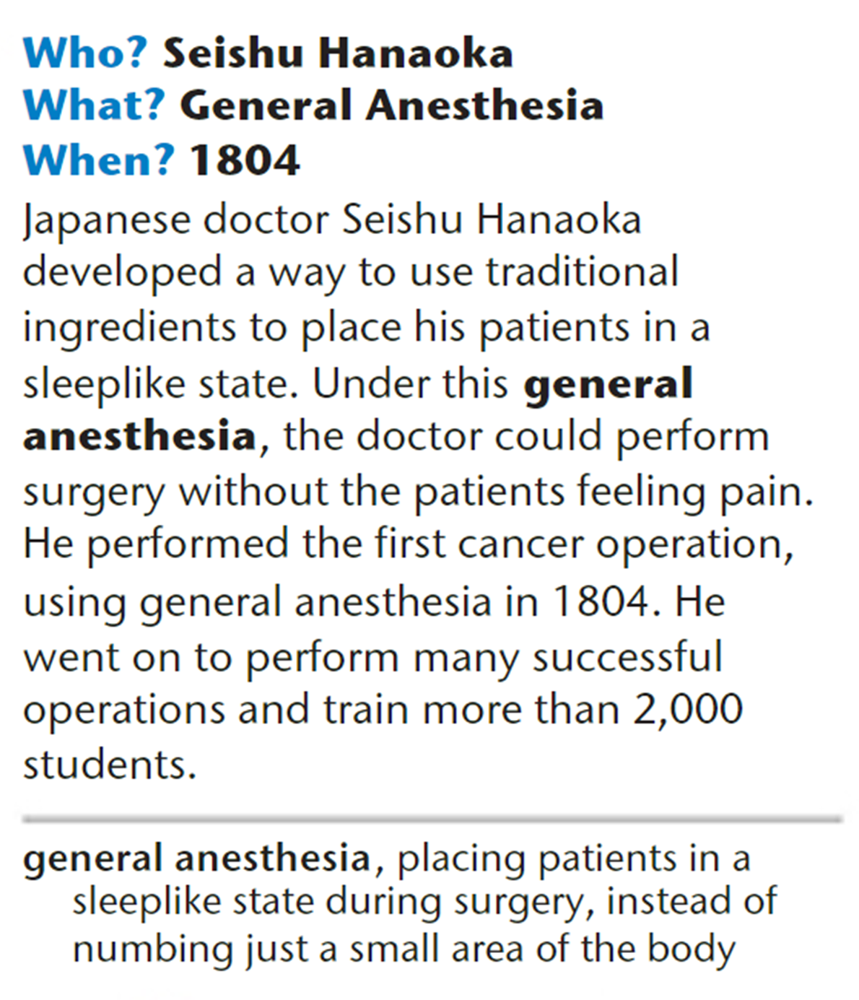 Who? Seishu Hanaoka
What? General Anesthesia
When? 1804
Japanese doctor Seishu Hanaoka
developed a way to use traditional
ingredients to place his patients in a
sleeplike state. Under this general
anesthesia, the doctor could perform
surgery without the patients feeling pain.
He performed the first cancer operation,
using general anesthesia in 1804. He
went on to perform many successful
operations and train more than 2,000
students.
general anesthesia, placing patients in a
sleeplike state during surgery, instead of
numbing just a small area of the body